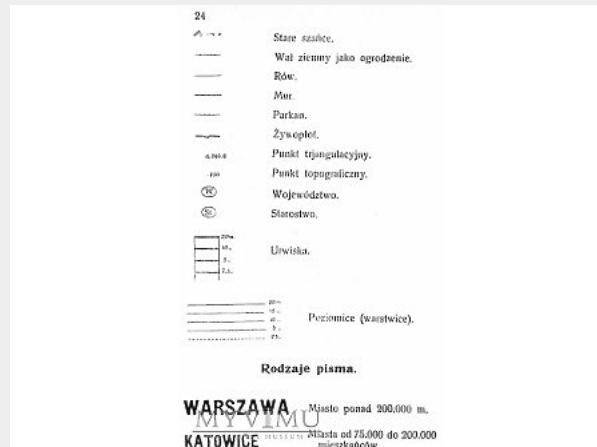 24
Stare szańce.
Wał ziemny jako ogrodzenie.
Rów.
Mur.
Parkan.
Żywopłot.
Punkt trjangulacyjny.
Punkt topograficzny.
W Województwo.
St Starostwo.
Urwiska.
Poziomice (warstwice).
Rodzaje pisma.
WARSZAWA Miasto ponad 200.000 m.
MYVIMU
KATOWICE Miasta od 75.000 do 200.000
mieszkańców